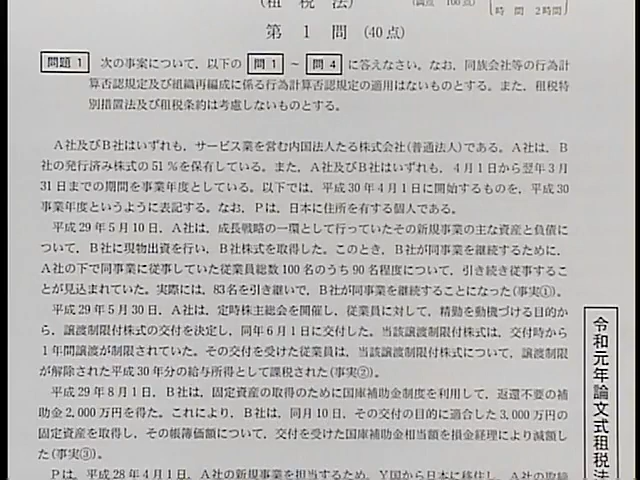 (租 税 法)
(満点 100点)
時 間 2時間
第 1 問 (40点)
問題1 次の事案について，以下の 問1 ～ 問4 に答えなさい。なお，同族会社等の行為計
算否認規定及び組織再編成に係る行為計算否認規定の適用はないものとする。また，租税特
別措置法及び租税条約は考慮しないものとする。
A社及びB社はいずれも，サービス業を営む内国法人たる株式会社(普通法人)である。A社は，B
社の発行済み株式の51％を保有している。また，A社及びB社はいずれも，4月1日から翌年3月
31日までの期間を事業年度としている。以下では，平成30年4月1日に開始するものを，平成30
事業年度というように表記する。なお，Pは，日本に住所を有する個人である。
平成29年5月10日，A社は，成長戦略の一環として行っていたその新規事業の主な資産と負債に
ついて，B社に現物出資を行い，B社株式を取得した。このとき，B社が同事業を継続するために，
A社の下で同事業に従事していた従業員総数100名のうち90名程度について，引き続き従事するこ
とが見込まれていた。実際には，83名を引き継いで，B社が同事業を継続することになった(事実①)。
平成29年5月30日，A社は，定時株主総会を開催し，従業員に対して，精勤を動機づける目的か
ら，譲渡制限付株式の交付を決定し，同年6月1日に交付した。当該譲渡制限付株式は，交付時から
1年間譲渡が制限されていた。その交付を受けた従業員は，当該譲渡制限付株式について，譲渡制限
が解除された平成30年分の給与所得として課税された(事実②)。
平成29年8月1日，B社は，固定資産の取得のために国庫補助金制度を利用して，返還不要の補
助金2,000万円を得た。これにより，B社は，同月10日，その交付の目的に適合した3,000万円の
固定資産を取得し，その帳簿価額について，交付を受けた国庫補助金相当額を損金経理により減額し
た(事実③)。
Pは，平成28年4月1日，A社の新規事業を担当するため，Y国から日本に移住し，A社の取締
令和元年論文式租税法